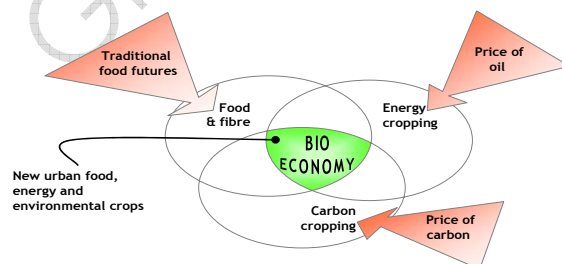 Traditional
food futures
Price of
oil
Food
& fibre
Energy
cropping
BIO
ECONOMY
New urban food,
energy and
environmental crops
Carbon
cropping
Price of
carbon